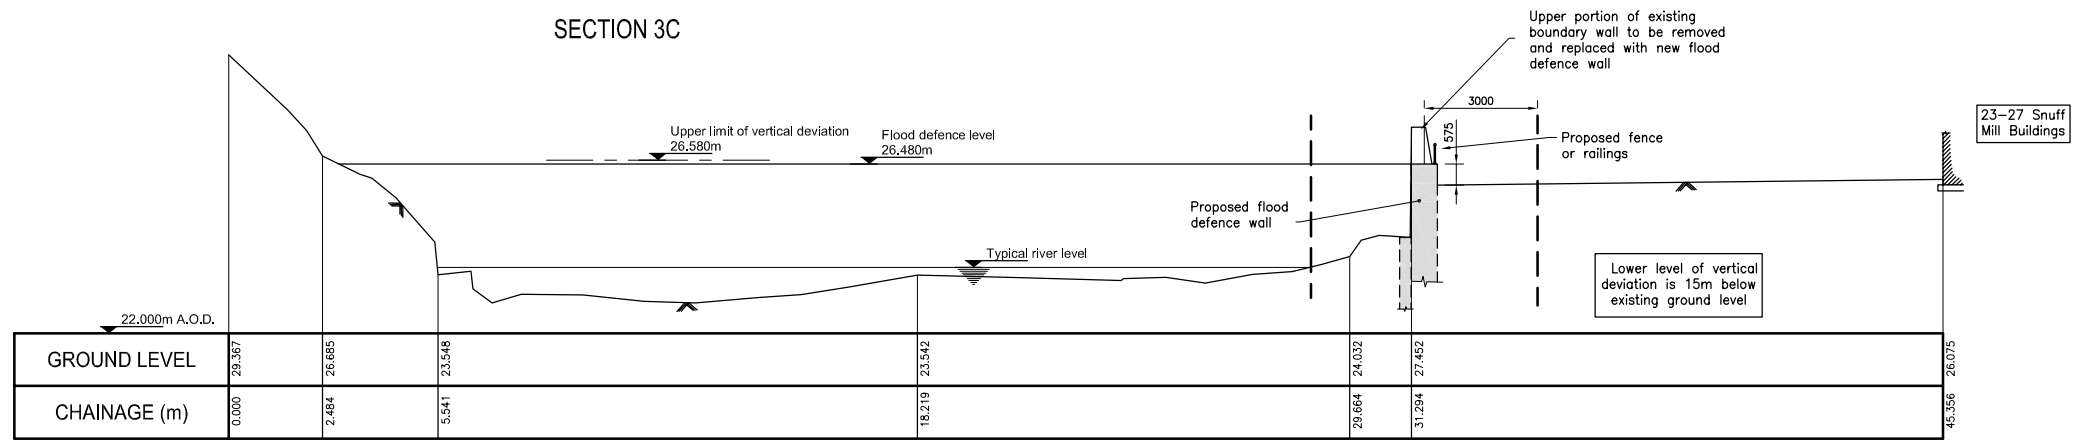 SECTION 3C
Upper portion of existing
boundary wall to be removed
and replaced with new flood
defence wall
3000
575
23-27 Snuff
Mill Buildings
Upper limit of vertical deviation
26.580m
Flood defence level
26.480m
Proposed fence
or railings
Proposed flood
defence wall
Typical river level
Lower level of vertical
deviation is 15m below
existing ground level
22.000m A.O.D.
GROUND LEVEL 29.367 26.685 23.548 23.542 24.032 27.452 26.075
CHAINAGE (m) 0.000 2.484 5.541 18.219 29.664 31.294 45.356